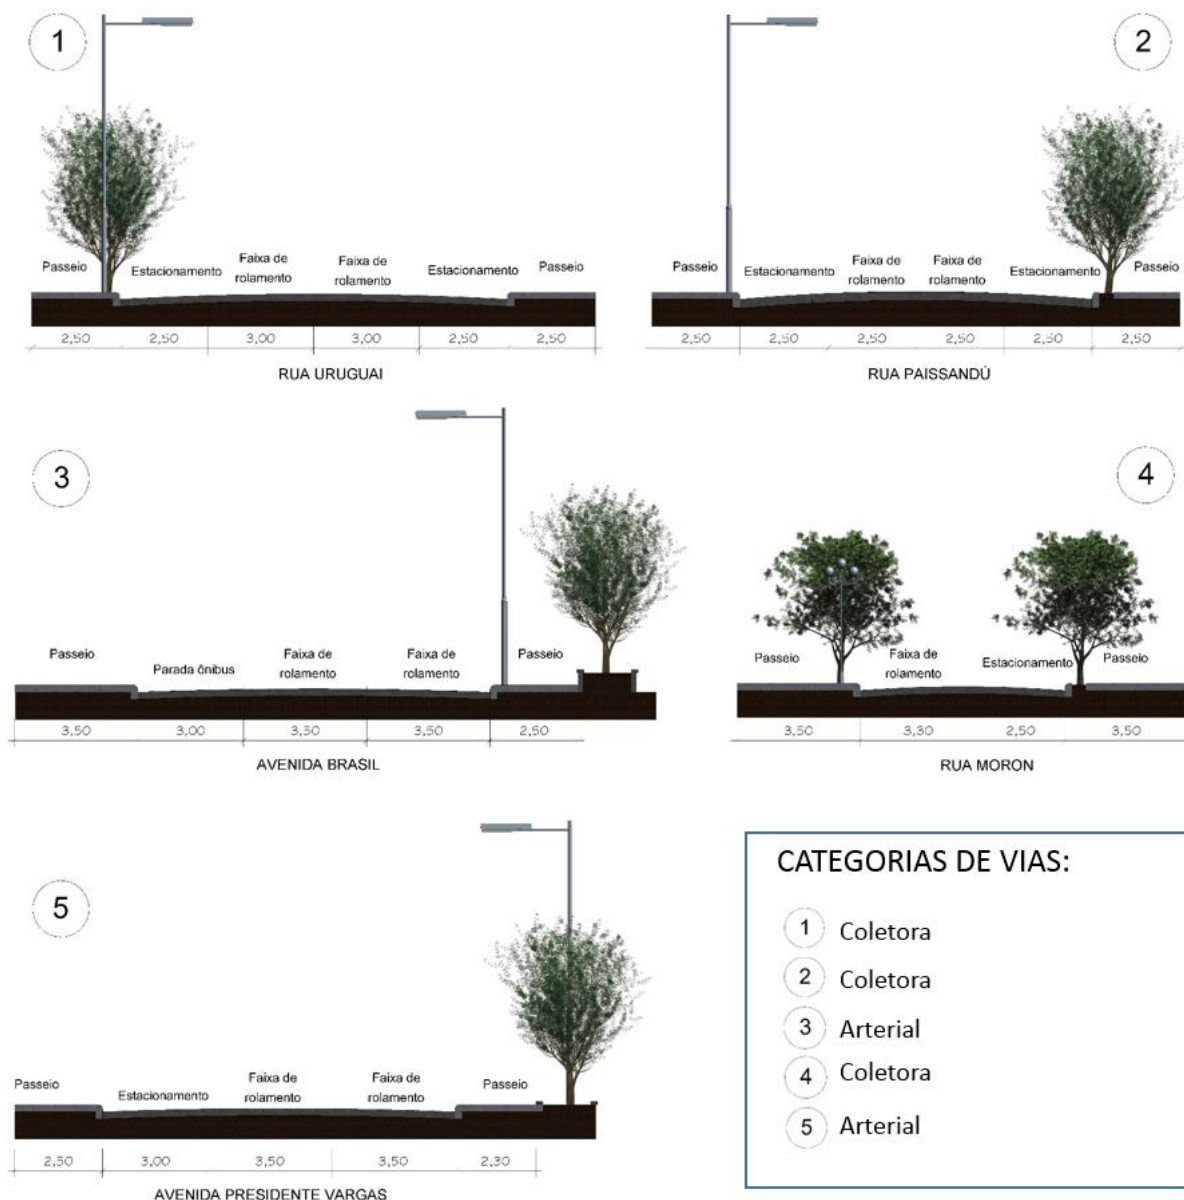 1
Passeio
Estacionamento
Faixa de
rolamento
Faixa de
rolamento
Estacionamento
Passeio
2,50 2,50 3,00 3,00 2,50 2,50
RUA URUGUAI
2
Passeio
Estacionamento
Faixa de
rolamento
Faixa de
rolamento
Estacionamento
Passeio
2,50 2,50 2,50 2,50 2,50 2,50
RUA PAISSANDÚ
3
Passeio
Parada ônibus
Faixa de
rolamento
Faixa de
rolamento
Passeio
3,50 3,00 3,50 3,50 2,50
AVENIDA BRASIL
4
Passeio
Faixa de
rolamento
Estacionamento
Passeio
3,50 3,30 2,50 3,50
RUA MORON
5
Passeio
Estacionamento
Faixa de
rolamento
Faixa de
rolamento
Passeio
2,50 3,00 3,50 3,50 2,30
AVENIDA PRESIDENTE VARGAS
CATEGORIAS DE VIAS:
1 Coletora
2 Coletora
3 Arterial
4 Coletora
5 Arterial